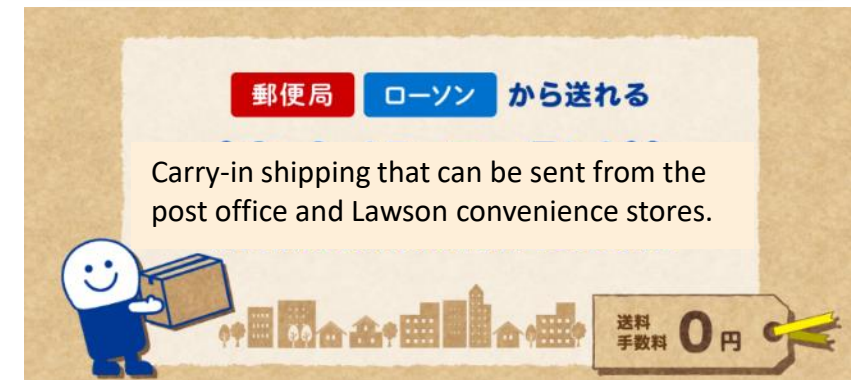 郵便局 ローソン から送れる
Carry-in shipping that can be sent from the
post office and Lawson convenience stores.
送料
手数料 0円